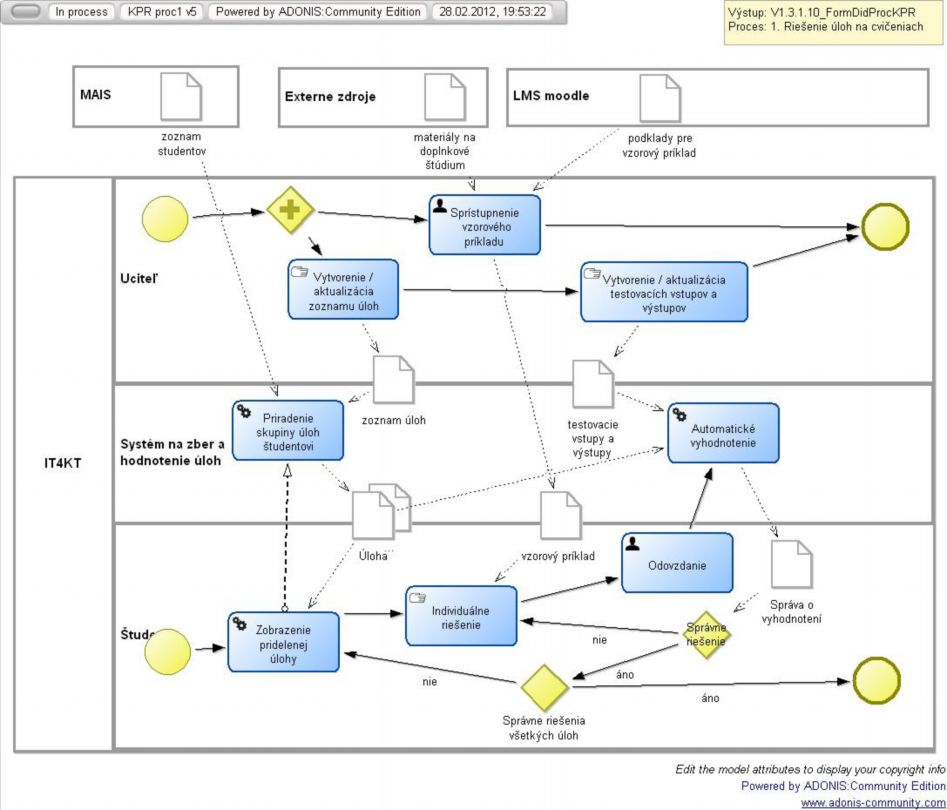 In process
KPR proc1 v5
Powered by ADONIS:Community Edition
28.02.2012, 19:53:22
Výstup: V1.3.1.10_FormDidProcKPR
Proces: 1. Riešenie úloh na cvičeniach
MAIS
Externe zdroje
LMS moodle
zoznam
studentov
materiály na
doplnkové
štúdium
podklady pre
vzorový príklad
IT4KT
Uciteľ
Sprístupnenie
vzorového
príkladu
Vytvorenie /
aktualizácia
zoznamu úloh
Vytvorenie / aktualizácia
testovacích vstupov a
výstupov
Systém na zber a
hodnotenie úloh
Priradenie
skupiny úloh
študentovi
zoznam úloh
testovacie
vstupy a
výstupy
Automatické
vyhodnotenie
Úloha
vzorový príklad
Odovzdanie
Správa o
vyhodnotení
Štude
Zobrazenie
pridelenej
úlohy
Individuálne
riešenie
Správne
riešenie
nie
áno
nie
áno
Správne riešenia
všetkých úloh
Edit the model attributes to display your copyright info
Powered by ADONIS:Community Edition
www.adonis-community.com